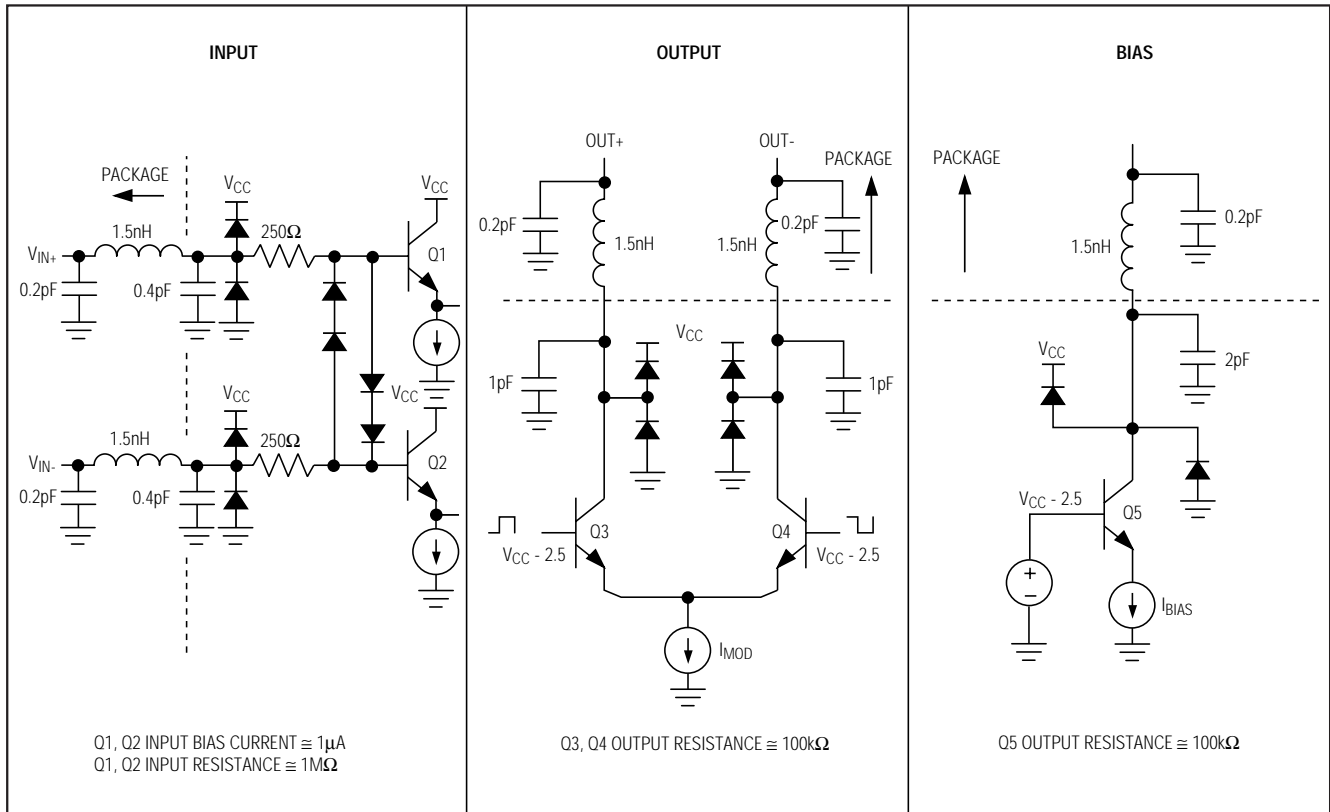 INPUT
PACKAGE
VCC
VCC
1.5nH
250Ω
VIN+
Q1
0.2pF
0.4pF
VCC
VCC
1.5nH
250Ω
VIN-
Q2
0.2pF
0.4pF
Q1, Q2 INPUT BIAS CURRENT ≅ 1μA
Q1, Q2 INPUT RESISTANCE ≅ 1MΩ
OUTPUT
OUT+
OUT-
PACKAGE
0.2pF
0.2pF
1.5nH
1.5nH
VCC
1pF
1pF
Q3
Q4
VCC - 2.5
VCC - 2.5
IMOD
Q3, Q4 OUTPUT RESISTANCE ≅ 100kΩ
BIAS
PACKAGE
0.2pF
1.5nH
VCC
2pF
VCC - 2.5
Q5
+
−
IBIAS
Q5 OUTPUT RESISTANCE ≅ 100kΩ